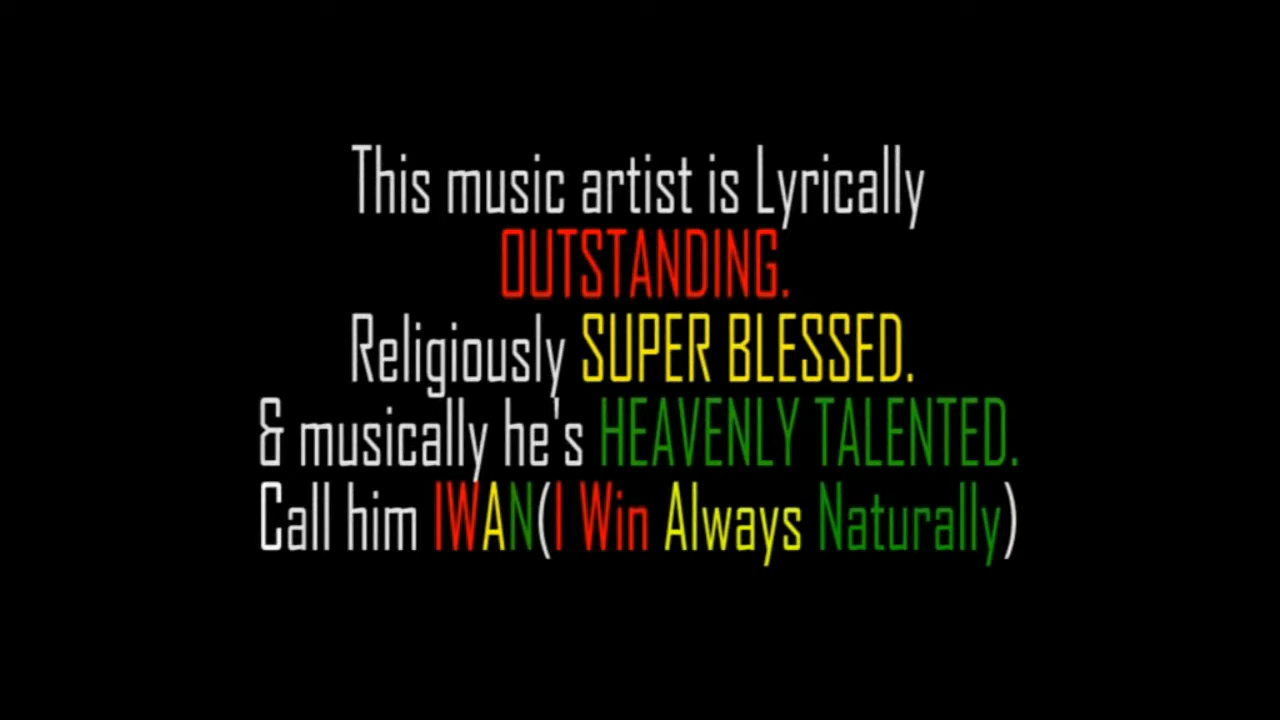 This music artist is Lyrically
OUTSTANDING.
Religiously SUPER BLESSED.
& musically he's HEAVENLY TALENTED.
Call him IWAN(I Win Always Naturally)